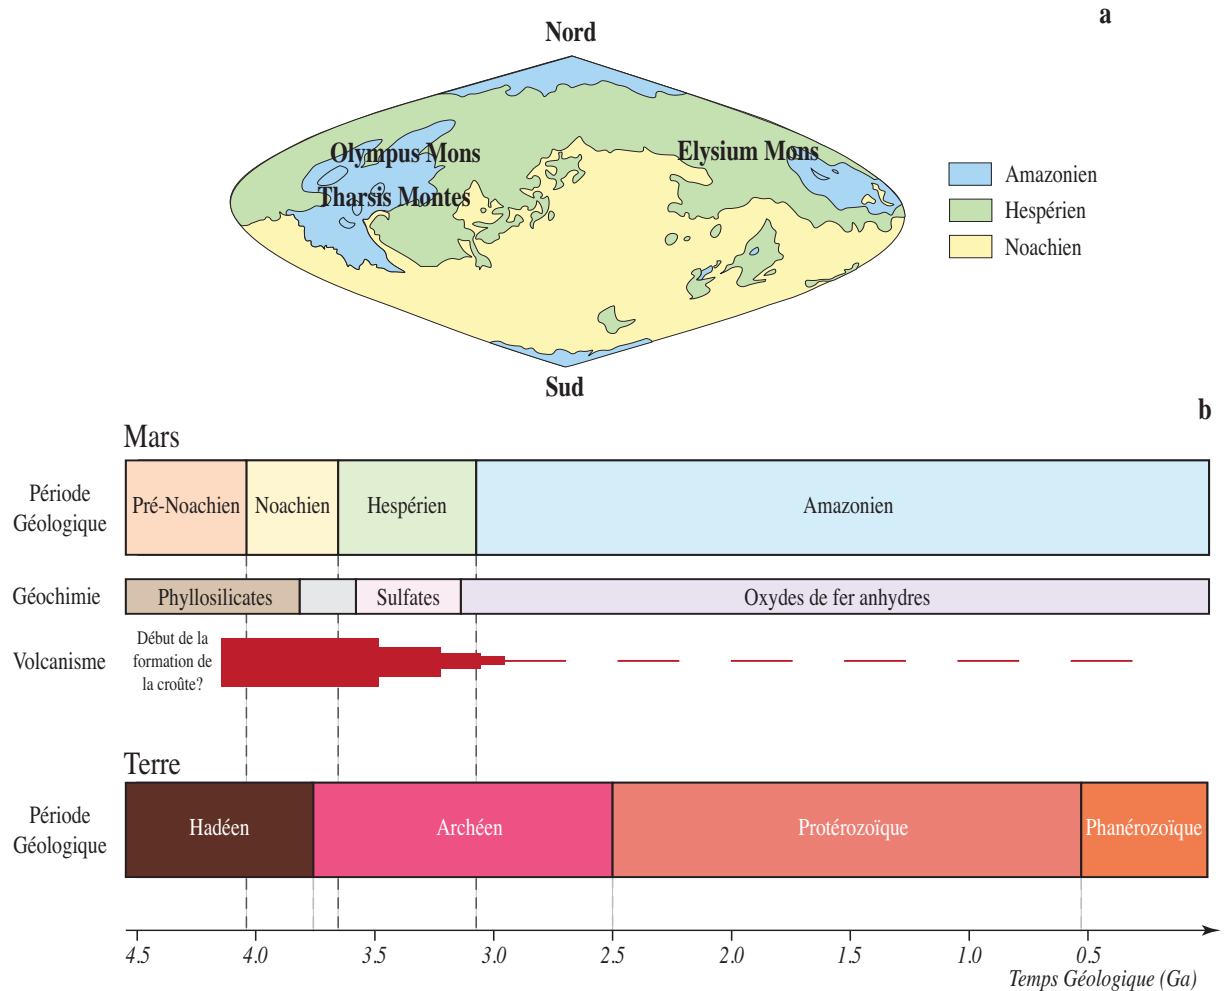 a
Nord
Olympus Mons
Elysium Mons
Tharsis Montes
Amazonien
Hespérien
Noachien
Sud
b
Mars
Période
Géologique
Pré-Noachien
Noachien
Hespérien
Amazonien
Géochimie
Phyllosilicates
Sulfates
Oxydes de fer anhydres
Volcanisme
Début de la
formation de
la croûte?
Terre
Période
Géologique
Hadéen
Archéen
Protérozoïque
Phanérozoïque
4.5 4.0 3.5 3.0 2.5 2.0 1.5 1.0 0.5
Temps Géologique (Ga)